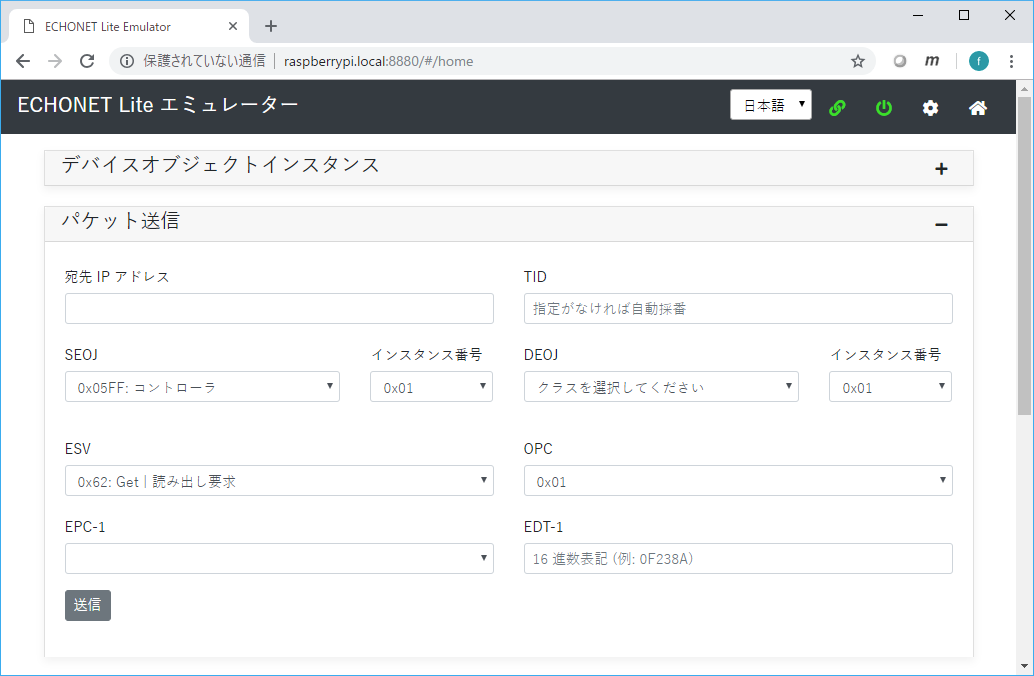 ECHONET Lite Emulator
保護されていない通信 raspberrypi.local:8880/#/home
m
f
ECHONET Lite エミュレーター
日本語
デバイスオブジェクトインスタンス
パケット送信
宛先 IP アドレス TID
指定がなければ自動採番
SEOJ インスタンス番号 DEOJ インスタンス番号
0x05FF: コントローラ 0x01 クラスを選択してください 0x01
ESV OPC
0x62: Get | 読み出し要求 0x01
EPC-1 EDT-1
16 進数表記 (例: 0F238A)
送信